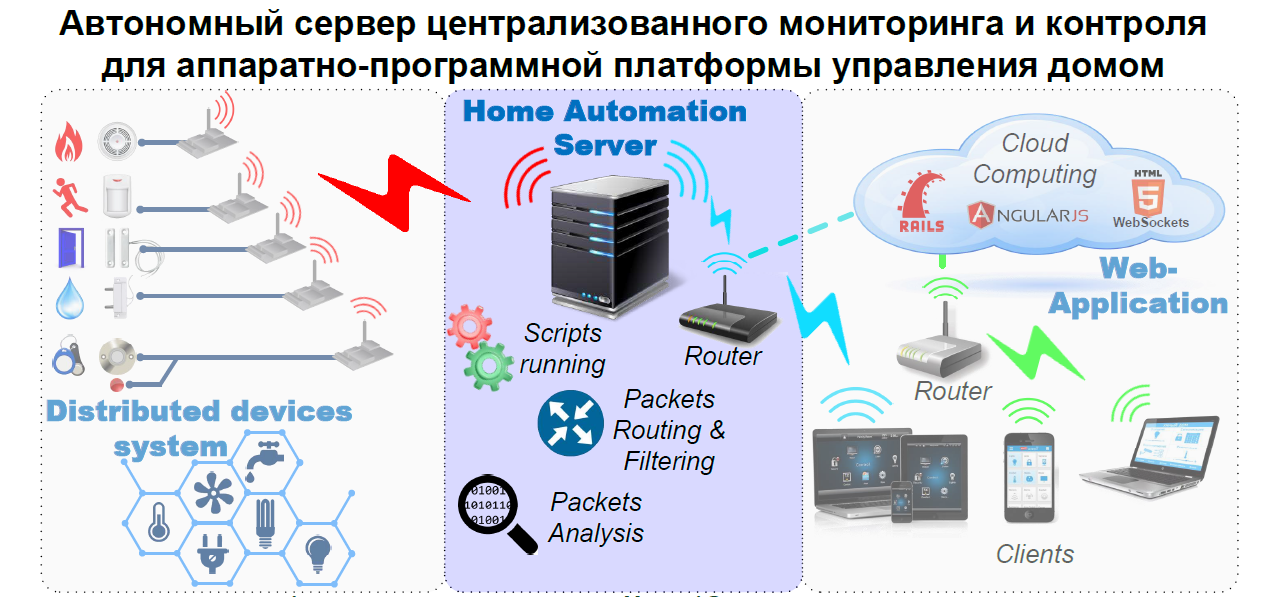 Автономный сервер централизованного мониторинга и контроля
для аппаратно-программной платформы управления домом
Distributed devices
system
Home Automation
Server
Scripts
running
Router
Packets
Routing &
Filtering
01001
1010110
01001
Packets
Analysis
Cloud
Computing
RAILS
ANGULARJS
HTML
5
WebSockets
Web-
Application
Router
Clients